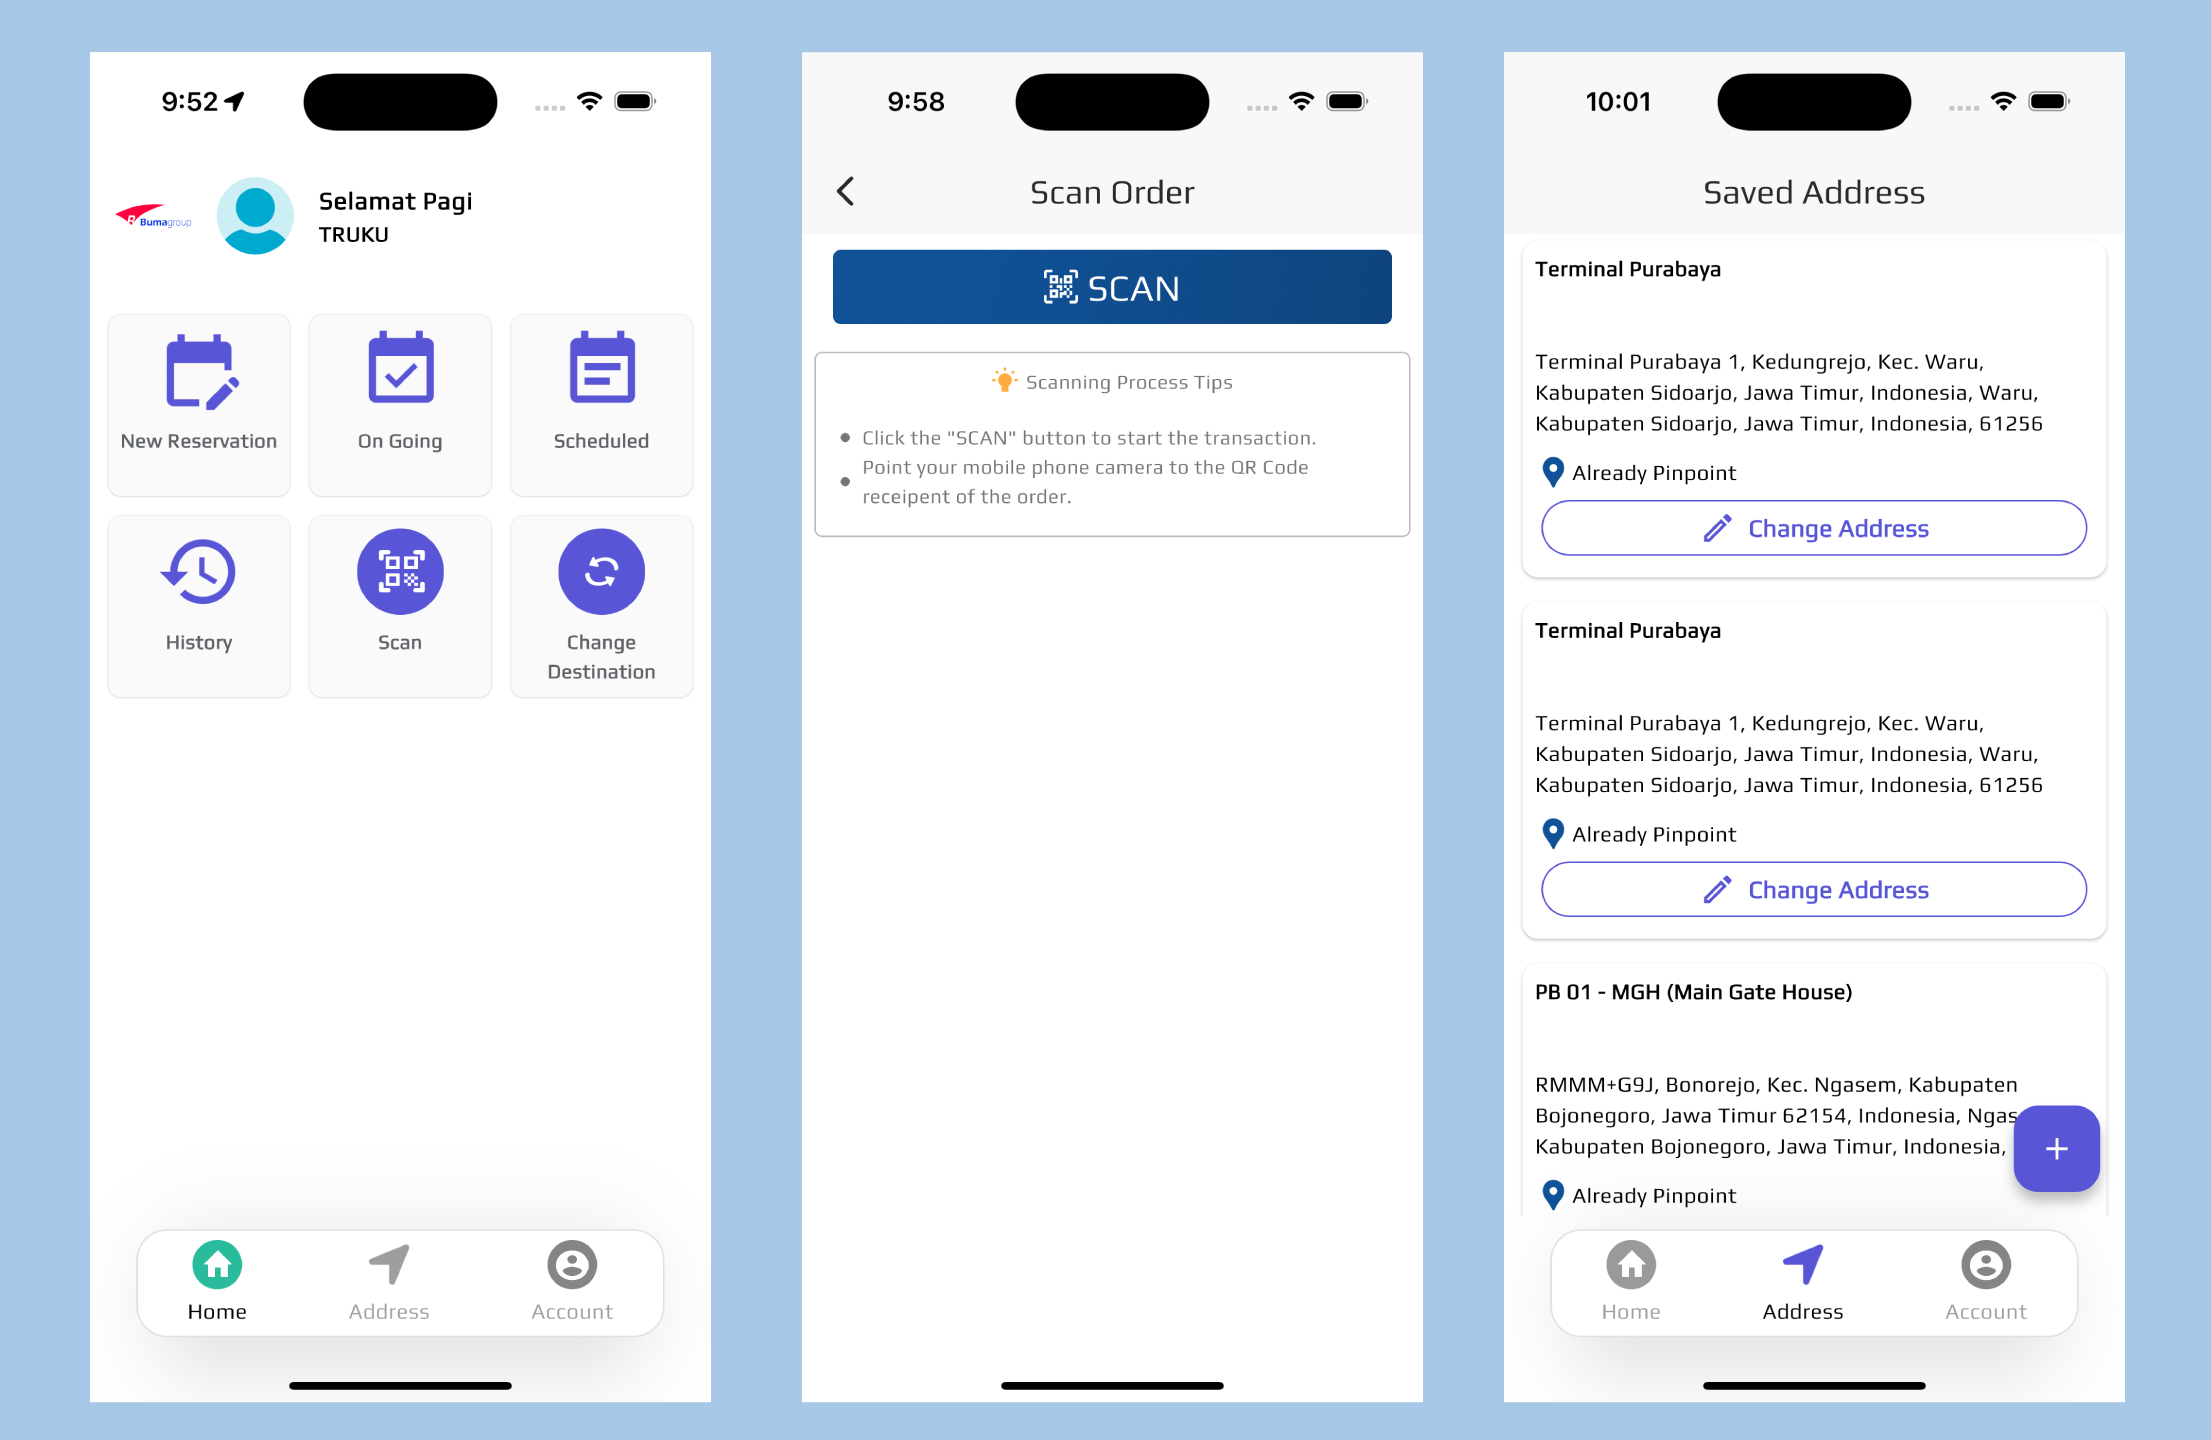 9:52
Bumagroup
Selamat Pagi
TRUKU
New Reservation
On Going
Scheduled
History
Scan
Change
Destination
Home
Address
Account
9:58
Scan Order
SCAN
Scanning Process Tips
Click the "SCAN" button to start the transaction.
Point your mobile phone camera to the QR Code
receipent of the order.
10:01
Saved Address
Terminal Purabaya
Terminal Purabaya 1, Kedungrejo, Kec. Waru,
Kabupaten Sidoarjo, Jawa Timur, Indonesia, Waru,
Kabupaten Sidoarjo, Jawa Timur, Indonesia, 61256
Already Pinpoint
Change Address
Terminal Purabaya
Terminal Purabaya 1, Kedungrejo, Kec. Waru,
Kabupaten Sidoarjo, Jawa Timur, Indonesia, Waru,
Kabupaten Sidoarjo, Jawa Timur, Indonesia, 61256
Already Pinpoint
Change Address
PB 01 - MGH (Main Gate House)
RMMM+G9J, Bonorejo, Kec. Ngasem, Kabupaten
Bojonegoro, Jawa Timur 62154, Indonesia, Ngas
Kabupaten Bojonegoro, Jawa Timur, Indonesia,
Already Pinpoint
+
Home
Address
Account